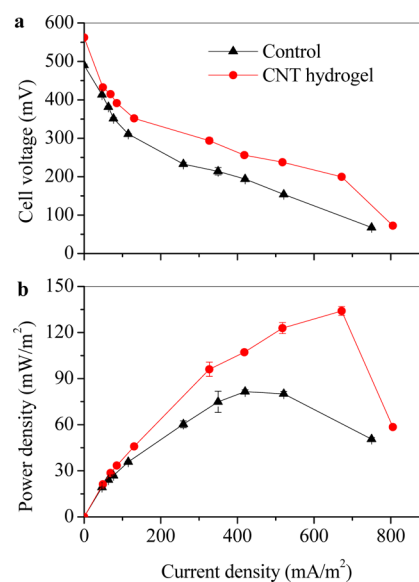 a
600
500
400
300
200
100
0
Cell voltage (mV)
Control
CNT hydrogel
b
150
120
90
60
30
0
Power density (mW/m²)
0 200 400 600 800
Current density (mA/m²)